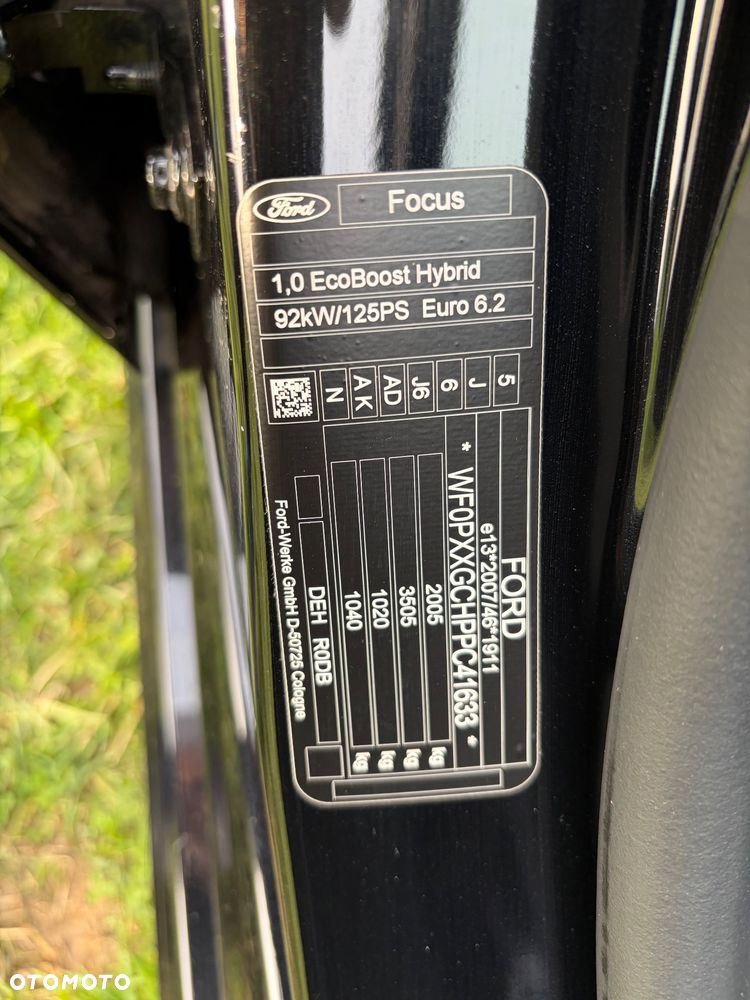 Ford
Focus
1,0 EcoBoost Hybrid
92kW/125PS Euro 6.2
5
J
6
J6
AD
AK
N
FORD
e13*2007/46*1911
* WF0PXXGCHPPC41633 *
2005 kg
3505 kg
1020 kg
1040 kg
DEH R0DB
Ford-Werke GmbH D-50725 Cologne
OTOMOTO